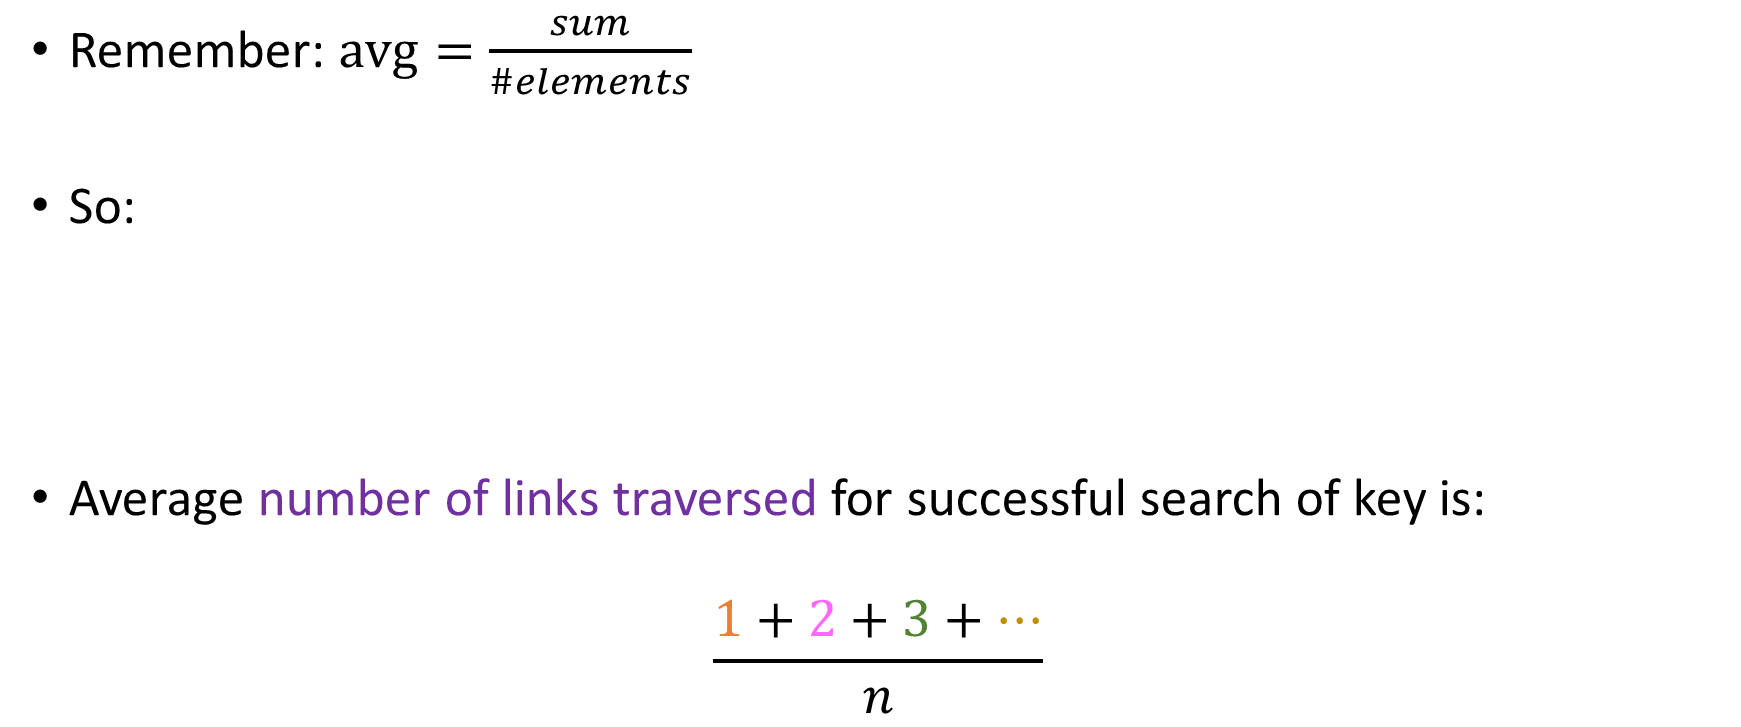 • Remember: avg = sum / #elements
• So:
• Average number of links traversed for successful search of key is:
1 + 2 + 3 + ⋯
n